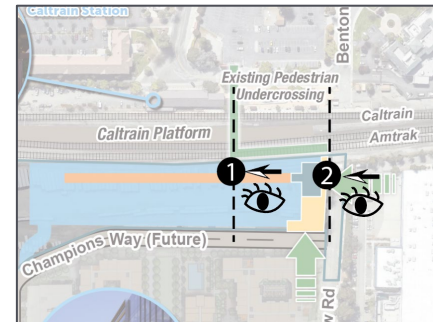 Caltrain Station
Benton
Existing Pedestrian
Undercrossing
Caltrain
Caltrain Platform
Amtrak
1
2
Champions Way (Future)
w Rd